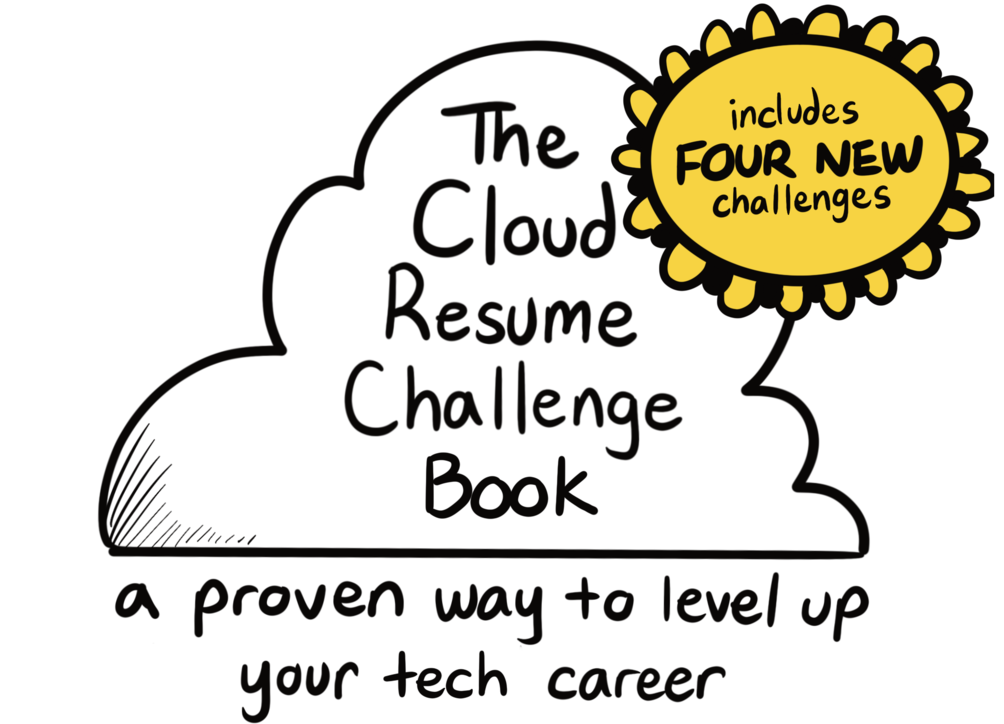 The
Cloud
Resume
Challenge
Book
includes
FOUR NEW
challenges
a proven way to level up
your tech career